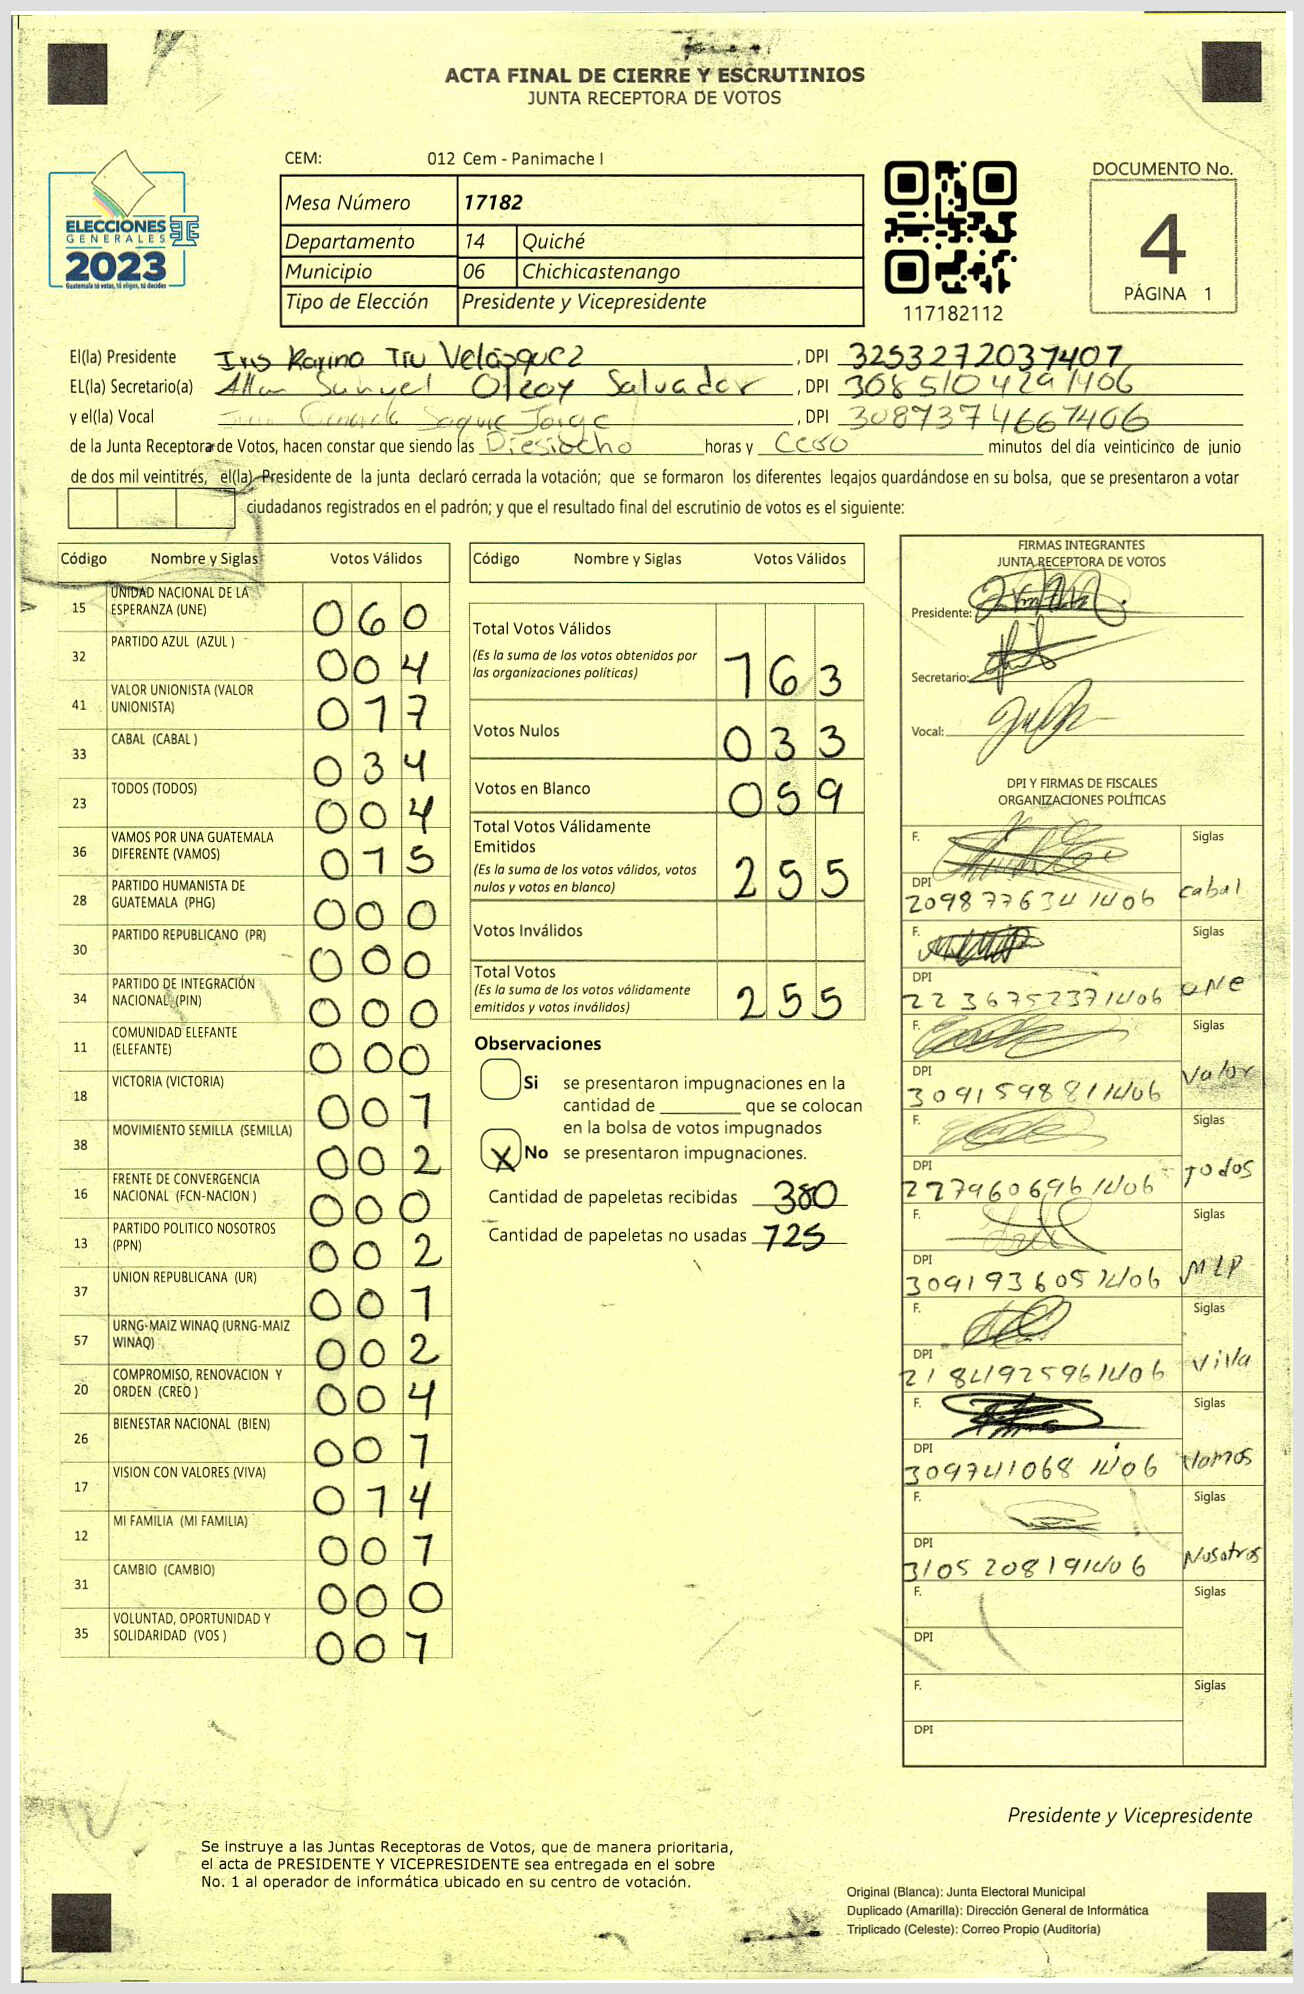 ACTA FINAL DE CIERRE Y ESCRUTINIOS
JUNTA RECEPTORA DE VOTOS
CEM: 012 Cem - Panimache I
ELECCIONES
GENERALES
2023
Guatemala tú votas, tú eliges, tú decides
Mesa Número 17182
Departamento 14 Quiché
Municipio 06 Chichicastenango
Tipo de Elección Presidente y Vicepresidente
117182112
DOCUMENTO No.
4
PÁGINA 1
El(la) Presidente Iris Karina Velásquez , DPI 3253272037407
EL(la) Secretario(a) Allan Salvador , DPI 3085104291406
y el(la) Vocal Jorge , DPI 3087374667406
de la Junta Receptora de Votos, hacen constar que siendo las Diesiocho horas y Cero minutos del día veinticinco de junio
de dos mil veintitrés, el(la) Presidente de la junta declaró cerrada la votación; que se formaron los diferentes legajos guardándose en su bolsa, que se presentaron a votar
ciudadanos registrados en el padrón; y que el resultado final del escrutinio de votos es el siguiente:
Código Nombre y Siglas Votos Válidos
15 UNIDAD NACIONAL DE LA ESPERANZA (UNE) 060
32 PARTIDO AZUL (AZUL ) 004
41 VALOR UNIONISTA (VALOR UNIONISTA) 017
33 CABAL (CABAL ) 034
23 TODOS (TODOS) 004
36 VAMOS POR UNA GUATEMALA DIFERENTE (VAMOS) 015
28 PARTIDO HUMANISTA DE GUATEMALA (PHG) 000
30 PARTIDO REPUBLICANO (PR) 000
34 PARTIDO DE INTEGRACIÓN NACIONAL (PIN) 000
11 COMUNIDAD ELEFANTE (ELEFANTE) 000
18 VICTORIA (VICTORIA) 001
38 MOVIMIENTO SEMILLA (SEMILLA) 002
16 FRENTE DE CONVERGENCIA NACIONAL (FCN-NACION ) 000
13 PARTIDO POLITICO NOSOTROS (PPN) 002
37 UNION REPUBLICANA (UR) 001
57 URNG-MAIZ WINAQ (URNG-MAIZ WINAQ) 002
20 COMPROMISO, RENOVACION Y ORDEN (CREO ) 004
26 BIENESTAR NACIONAL (BIEN) 001
17 VISION CON VALORES (VIVA) 014
12 MI FAMILIA (MI FAMILIA) 001
31 CAMBIO (CAMBIO) 000
35 VOLUNTAD, OPORTUNIDAD Y SOLIDARIDAD (VOS ) 001
Código Nombre y Siglas Votos Válidos
Total Votos Válidos 163
(Es la suma de los votos obtenidos por las organizaciones políticas)
Votos Nulos 033
Votos en Blanco 059
Total Votos Válidamente Emitidos 255
(Es la suma de los votos válidos, votos nulos y votos en blanco)
Votos Inválidos
Total Votos 255
(Es la suma de los votos válidamente emitidos y votos inválidos)
Observaciones
Si se presentaron impugnaciones en la
cantidad de ________ que se colocan
en la bolsa de votos impugnados
X No se presentaron impugnaciones.
Cantidad de papeletas recibidas 380
Cantidad de papeletas no usadas 125
FIRMAS INTEGRANTES
JUNTA RECEPTORA DE VOTOS
Presidente:
Secretario:
Vocal:
DPI Y FIRMAS DE FISCALES
ORGANIZACIONES POLÍTICAS
F. Siglas
DPI 2098776341406 cabal
F. Siglas
DPI 2236752371406 UNE
F. Siglas
DPI 3091598811406 Valor
F. Siglas
DPI 2279606961406 Todos
F. Siglas
DPI 3091936051406 MLP
F. Siglas
DPI 2184925961406 ViVa
F. Siglas
DPI 3097410681406 Vamos
F. Siglas
DPI 3105208191406 Nosotros
F. Siglas
DPI
F. Siglas
DPI
Presidente y Vicepresidente
Se instruye a las Juntas Receptoras de Votos, que de manera prioritaria,
el acta de PRESIDENTE Y VICEPRESIDENTE sea entregada en el sobre
No. 1 al operador de informática ubicado en su centro de votación.
Original (Blanca): Junta Electoral Municipal
Duplicado (Amarilla): Dirección General de Informática
Triplicado (Celeste): Correo Propio (Auditoría)